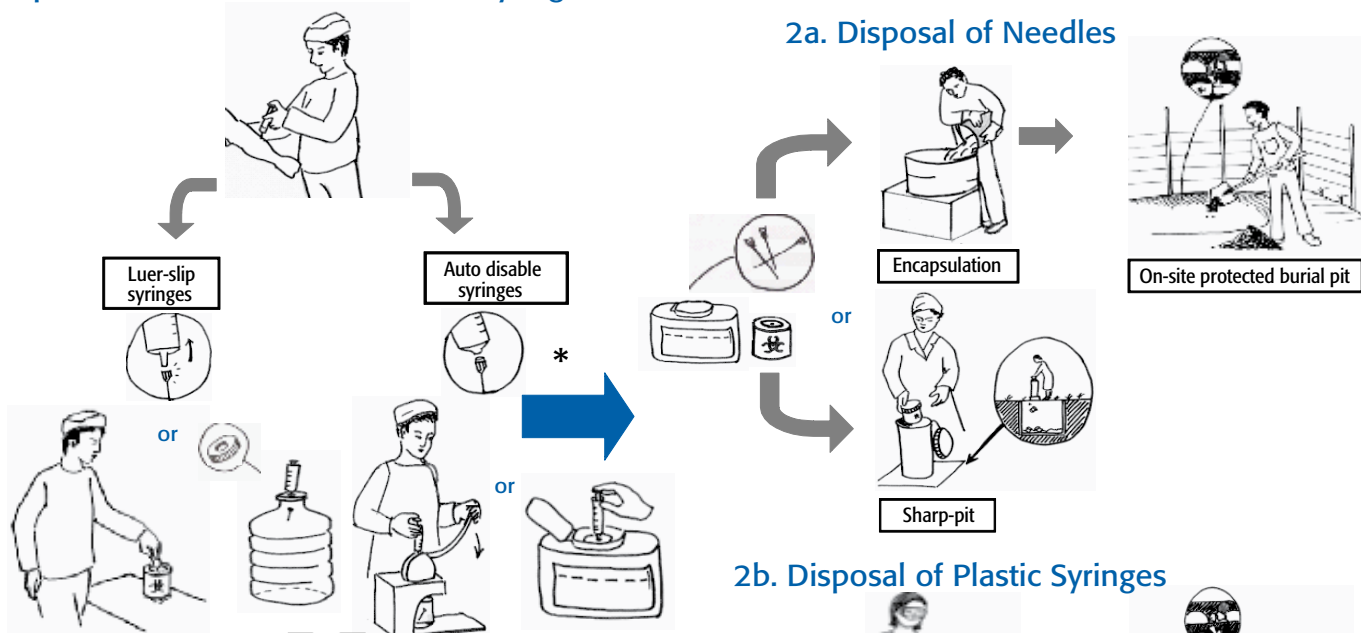 2a. Disposal of Needles
Luer-slip
syringes
Auto disable
syringes
*
or
or
Encapsulation
or
On-site protected burial pit
Sharp-pit
2b. Disposal of Plastic Syringes